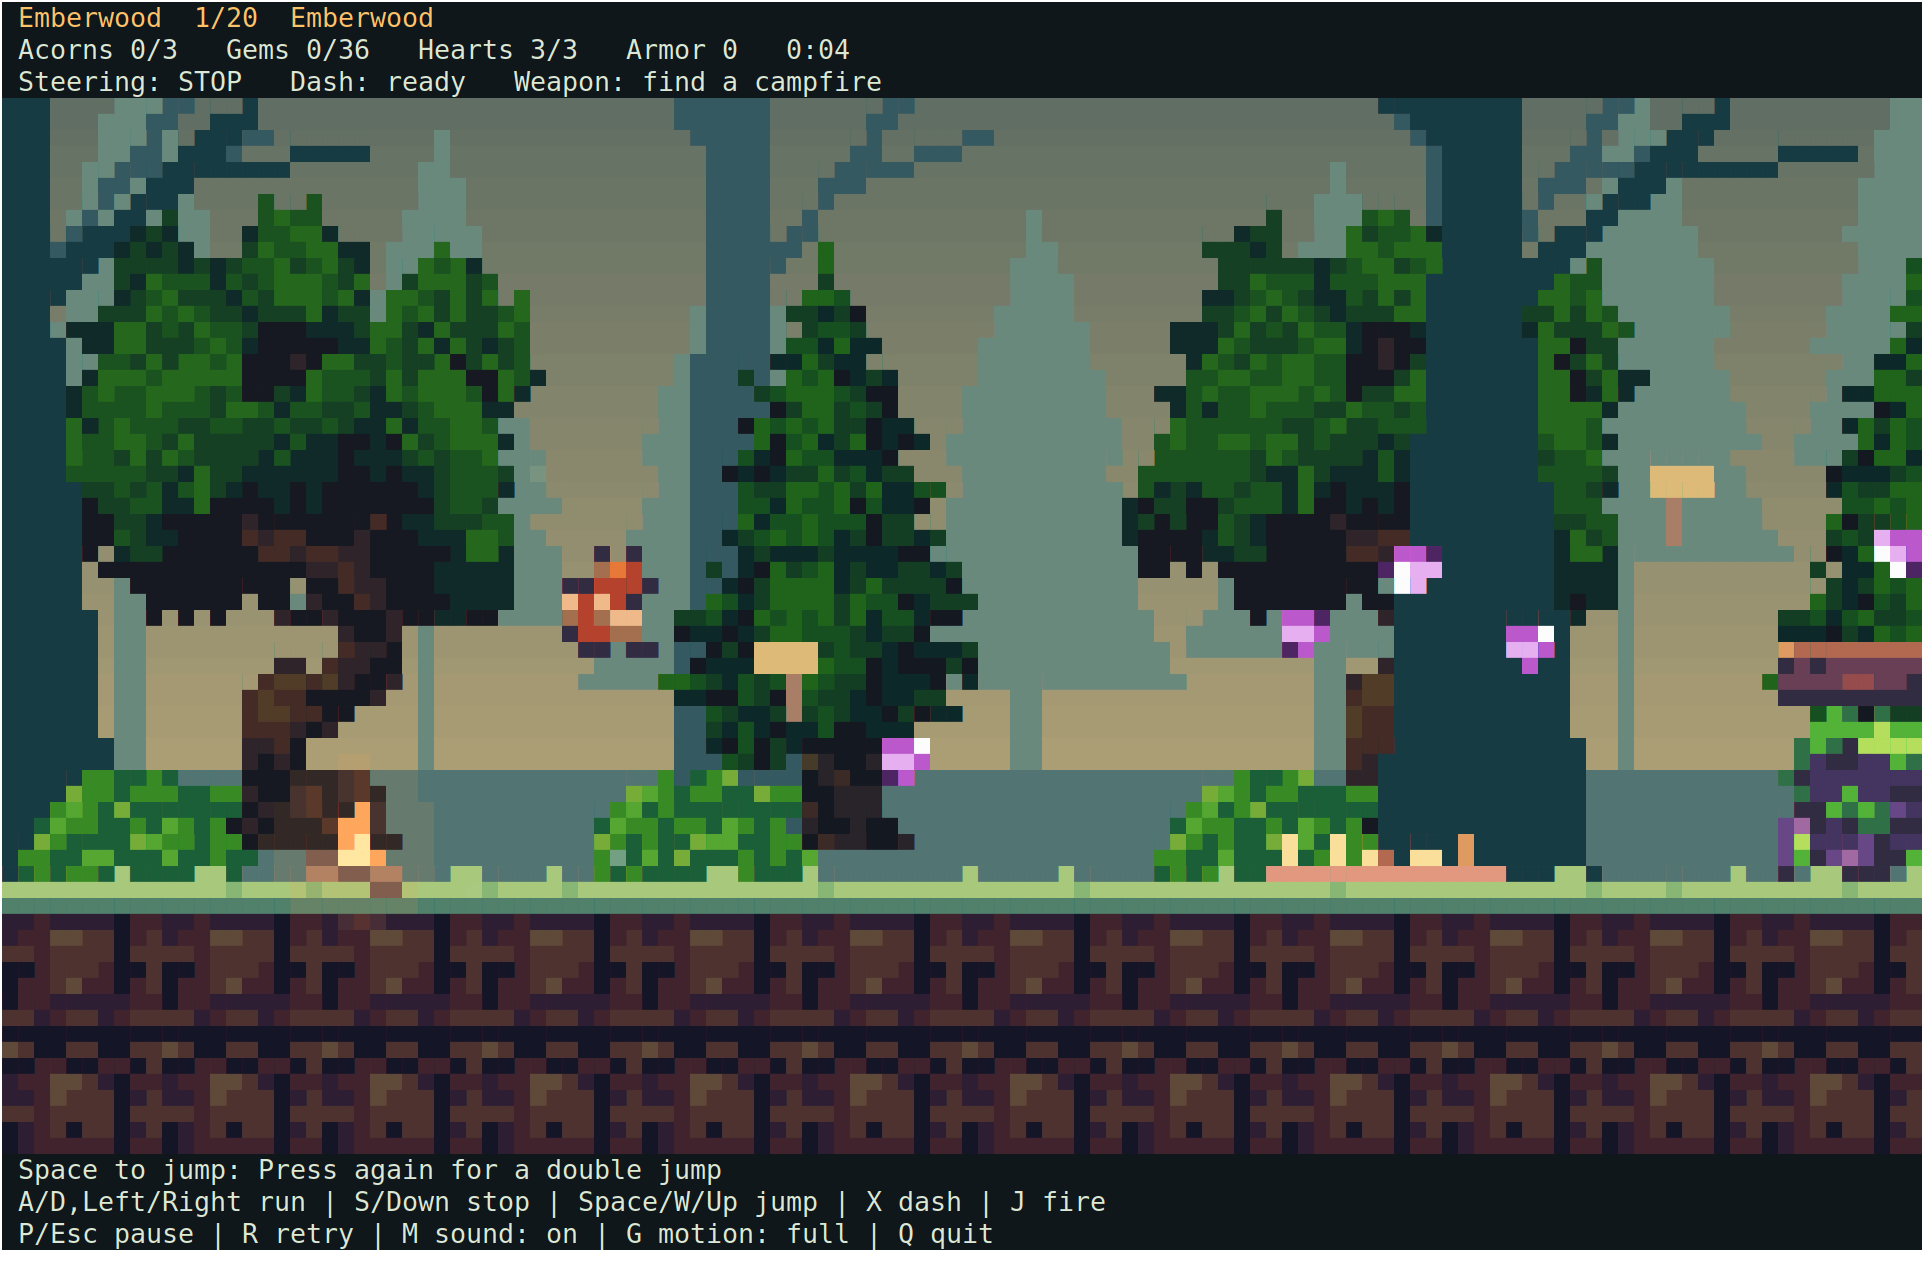 Emberwood  1/20  Emberwood
Acorns 0/3   Gems 0/36   Hearts 3/3   Armor 0   0:04
Steering: STOP   Dash: ready   Weapon: find a campfire
Space to jump: Press again for a double jump
A/D,Left/Right run | S/Down stop | Space/W/Up jump | X dash | J fire
P/Esc pause | R retry | M sound: on | G motion: full | Q quit